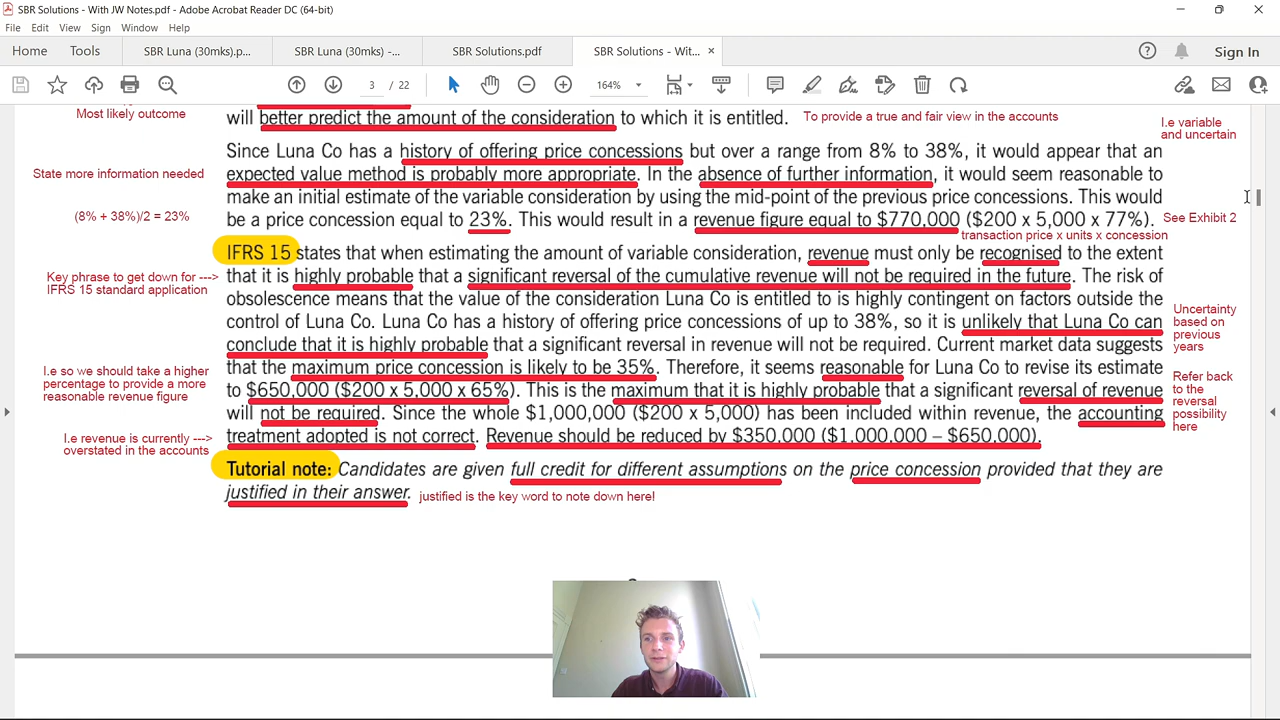 SBR Solutions - With JW Notes.pdf - Adobe Acrobat Reader DC (64-bit)
File Edit View Sign Window Help
Home Tools SBR Luna (30mks).p... SBR Luna (30mks) -... SBR Solutions.pdf SBR Solutions - Wit... × Sign In
3 / 22 164%
Most likely outcome
will better predict the amount of the consideration to which it is entitled. To provide a true and fair view in the accounts
I.e variable
and uncertain
Since Luna Co has a history of offering price concessions but over a range from 8% to 38%, it would appear that an
State more information needed
expected value method is probably more appropriate. In the absence of further information, it would seem reasonable to
make an initial estimate of the variable consideration by using the mid-point of the previous price concessions. This would
(8% + 38%)/2 = 23%
be a price concession equal to 23%. This would result in a revenue figure equal to $770,000 ($200 x 5,000 x 77%). See Exhibit 2
transaction price x units x concession
IFRS 15 states that when estimating the amount of variable consideration, revenue must only be recognised to the extent
Key phrase to get down for --->
IFRS 15 standard application
that it is highly probable that a significant reversal of the cumulative revenue will not be required in the future. The risk of
obsolescence means that the value of the consideration Luna Co is entitled to is highly contingent on factors outside the
control of Luna Co. Luna Co has a history of offering price concessions of up to 38%, so it is unlikely that Luna Co can
Uncertainty
based on
previous
years
conclude that it is highly probable that a significant reversal in revenue will not be required. Current market data suggests
that the maximum price concession is likely to be 35%. Therefore, it seems reasonable for Luna Co to revise its estimate
I.e so we should take a higher
percentage to provide a more
reasonable revenue figure
to $650,000 ($200 x 5,000 x 65%). This is the maximum that it is highly probable that a significant reversal of revenue
Refer back
to the
reversal
possibility
here
will not be required. Since the whole $1,000,000 ($200 x 5,000) has been included within revenue, the accounting
I.e revenue is currently --->
overstated in the accounts
treatment adopted is not correct. Revenue should be reduced by $350,000 ($1,000,000 – $650,000).
Tutorial note: Candidates are given full credit for different assumptions on the price concession provided that they are
justified in their answer. justified is the key word to note down here!